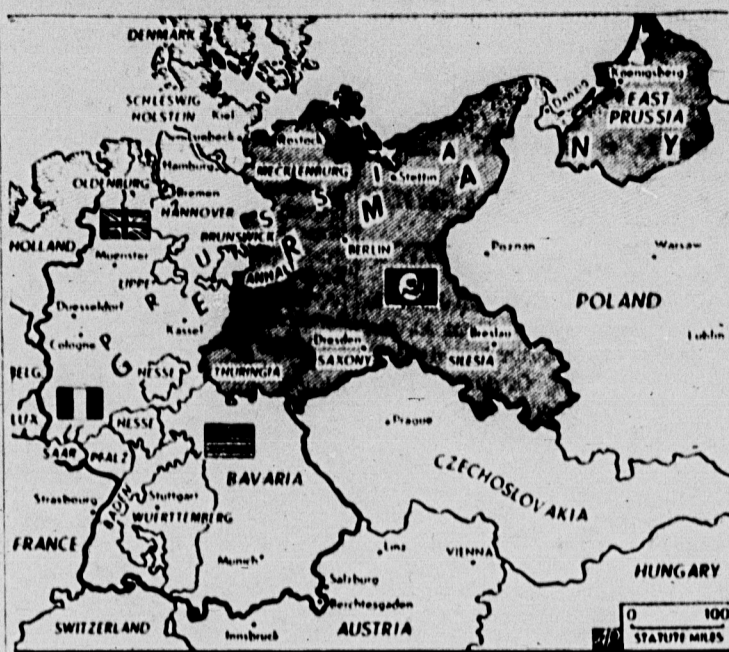 DENMARK
SCHLESWIG
HOLSTEIN
Kiel
Luebeck
Rostock
MECKLENBURG
Hamburg
OLDENBURG
Bremen
HANNOVER
HOLLAND
BRUNSWICK
Muenster
LIPPE
ANHALT
Stettin
BERLIN
Danzig
Koenigsberg
EAST
PRUSSIA
Poznan
Warsaw
POLAND
Lublin
Duesseldorf
Cologne
Kassel
PRUSSIA
GERMANY
BELG.
HESSE
THURINGIA
Dresden
SAXONY
Breslau
SILESIA
LUX.
HESSE
SAAR
PFALZ
Prague
BAVARIA
CZECHOSLOVAKIA
Strasbourg
BADEN
Stuttgart
WUERTTEMBERG
FRANCE
Munich
Linz
VIENNA
HUNGARY
Salzburg
Berchtesgaden
SWITZERLAND
Innsbruck
AUSTRIA
0 100
STATUTE MILES